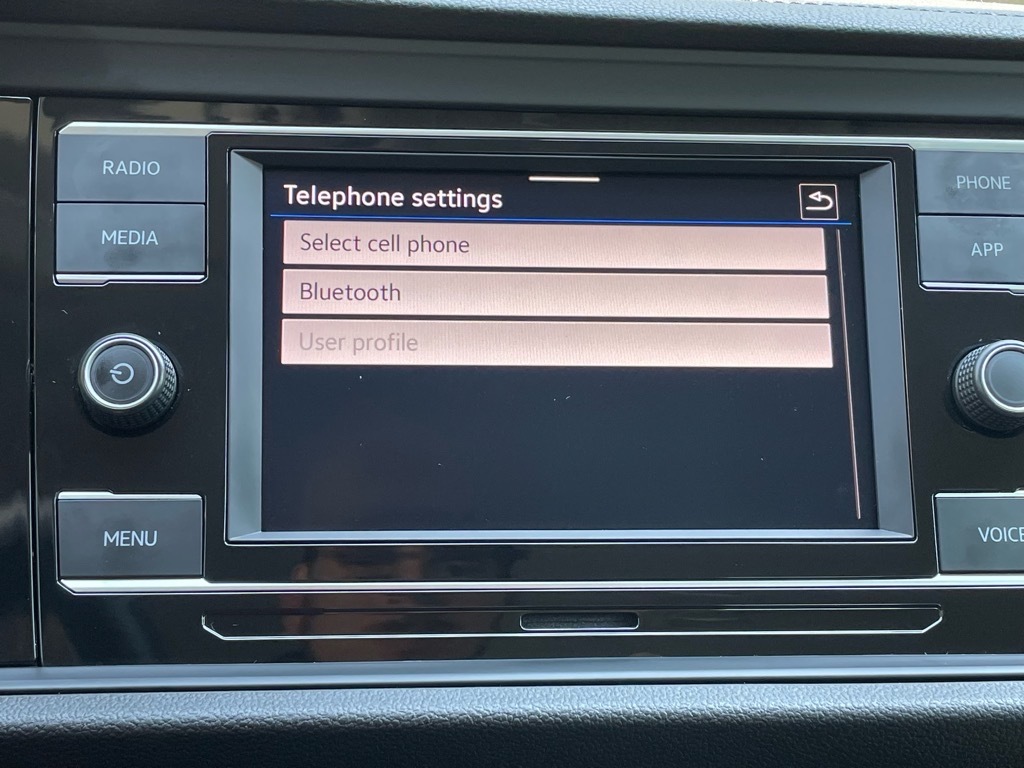 RADIO
MEDIA
MENU
Telephone settings
Select cell phone
Bluetooth
User profile
PHONE
APP
VOICE